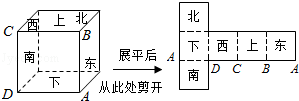 西 上 北
C B
南 东
下
D A
展平后
从此处剪开
北
下 西 上 东
A D C B A
南